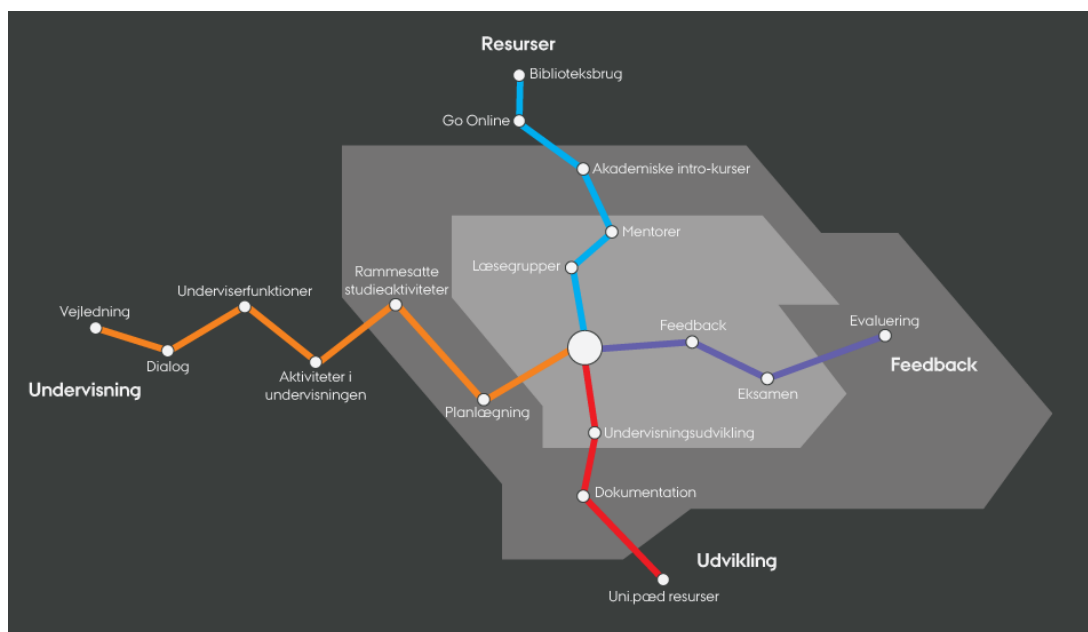 Resurser
Biblioteksbrug
Go Online
Akademiske intro-kurser
Mentorer
Læsegrupper
Rammesatte
studieaktiviteter
Underviserfunktioner
Vejledning
Dialog
Aktiviteter i
undervisningen
Undervisning
Planlægning
Feedback
Eksamen
Evaluering
Feedback
Undervisningsudvikling
Dokumentation
Udvikling
Uni.pæd resurser